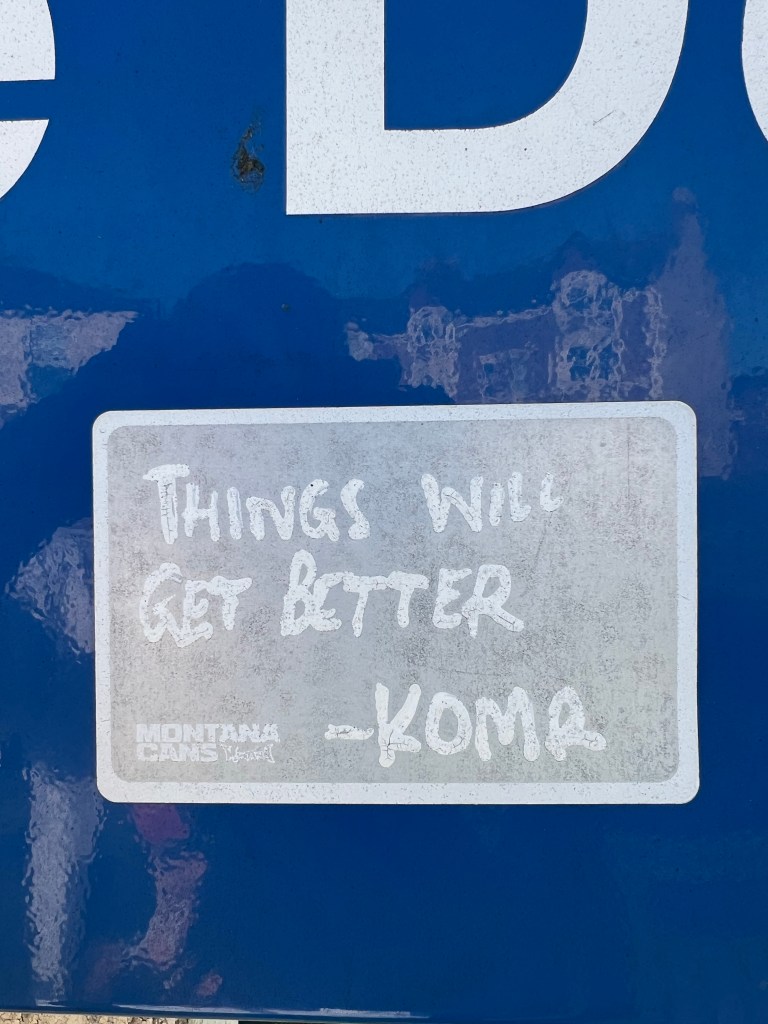 e D
THINGS WILL
GET BETTER
-KOMA
MONTANA
CANS